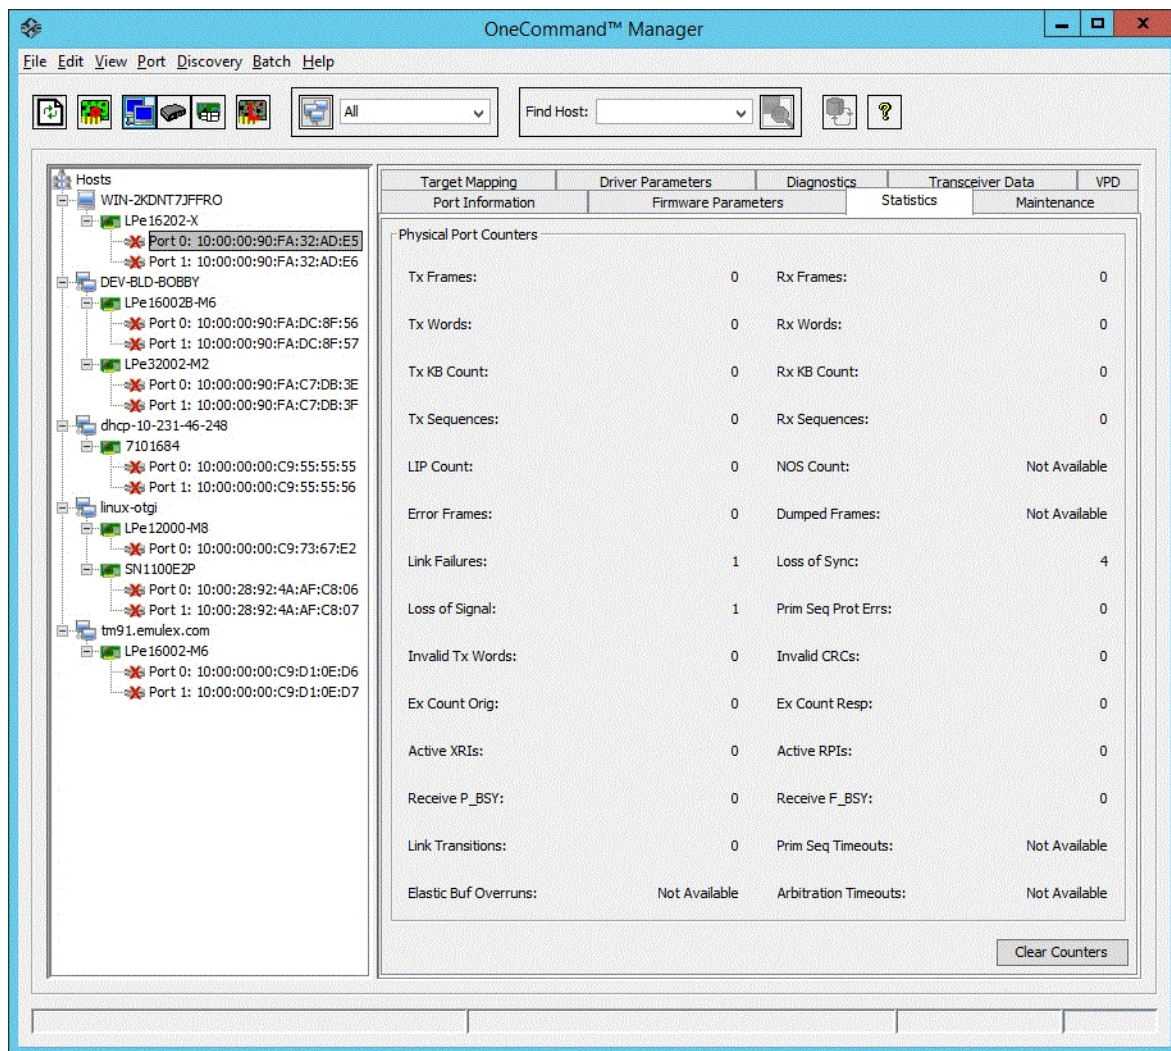 OneCommand™ Manager
File Edit View Port Discovery Batch Help
All
Find Host:
Hosts
WIN-2KDNT7JFFRO
LPe16202-X
Port 0: 10:00:00:90:FA:32:AD:E5
Port 1: 10:00:00:90:FA:32:AD:E6
DEV-BLD-BOBBY
LPe16002B-M6
Port 0: 10:00:00:90:FA:DC:8F:56
Port 1: 10:00:00:90:FA:DC:8F:57
LPe32002-M2
Port 0: 10:00:00:90:FA:C7:DB:3E
Port 1: 10:00:00:90:FA:C7:DB:3F
dhcp-10-231-46-248
7101684
Port 0: 10:00:00:00:C9:55:55:55
Port 1: 10:00:00:00:C9:55:55:56
linux-otgi
LPe12000-M8
Port 0: 10:00:00:00:C9:73:67:E2
SN1100E2P
Port 0: 10:00:28:92:4A:AF:C8:06
Port 1: 10:00:28:92:4A:AF:C8:07
tm91.emulex.com
LPe16002-M6
Port 0: 10:00:00:00:C9:D1:0E:D6
Port 1: 10:00:00:00:C9:D1:0E:D7
Target Mapping Driver Parameters Diagnostics Transceiver Data VPD
Port Information Firmware Parameters Statistics Maintenance
Physical Port Counters
Tx Frames: 0 Rx Frames: 0
Tx Words: 0 Rx Words: 0
Tx KB Count: 0 Rx KB Count: 0
Tx Sequences: 0 Rx Sequences: 0
LIP Count: 0 NOS Count: Not Available
Error Frames: 0 Dumped Frames: Not Available
Link Failures: 1 Loss of Sync: 4
Loss of Signal: 1 Prim Seq Prot Errs: 0
Invalid Tx Words: 0 Invalid CRCs: 0
Ex Count Orig: 0 Ex Count Resp: 0
Active XRIs: 0 Active RPIs: 0
Receive P_BSY: 0 Receive F_BSY: 0
Link Transitions: 0 Prim Seq Timeouts: Not Available
Elastic Buf Overruns: Not Available Arbitration Timeouts: Not Available
Clear Counters